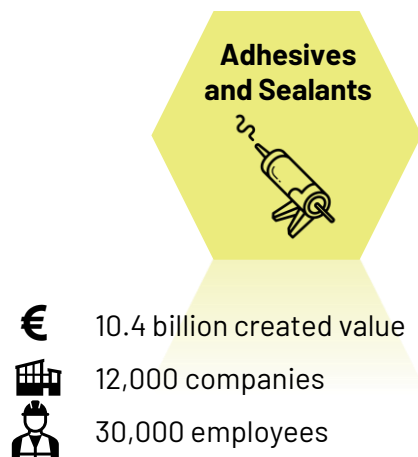 Adhesives
and Sealants
€ 10.4 billion created value
12,000 companies
30,000 employees